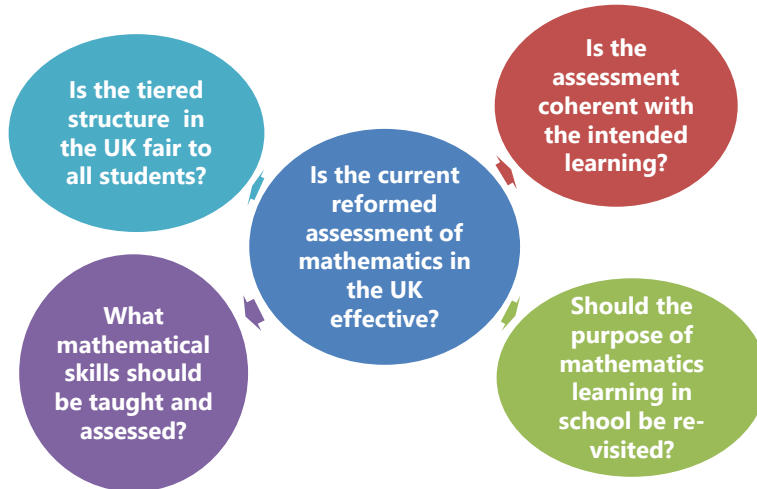 Is the tiered
structure in
the UK fair to
all students?
Is the
assessment
coherent with
the intended
learning?
Is the current
reformed
assessment of
mathematics in
the UK
effective?
What
mathematical
skills should
be taught and
assessed?
Should the
purpose of
mathematics
learning in
school be re-
visited?